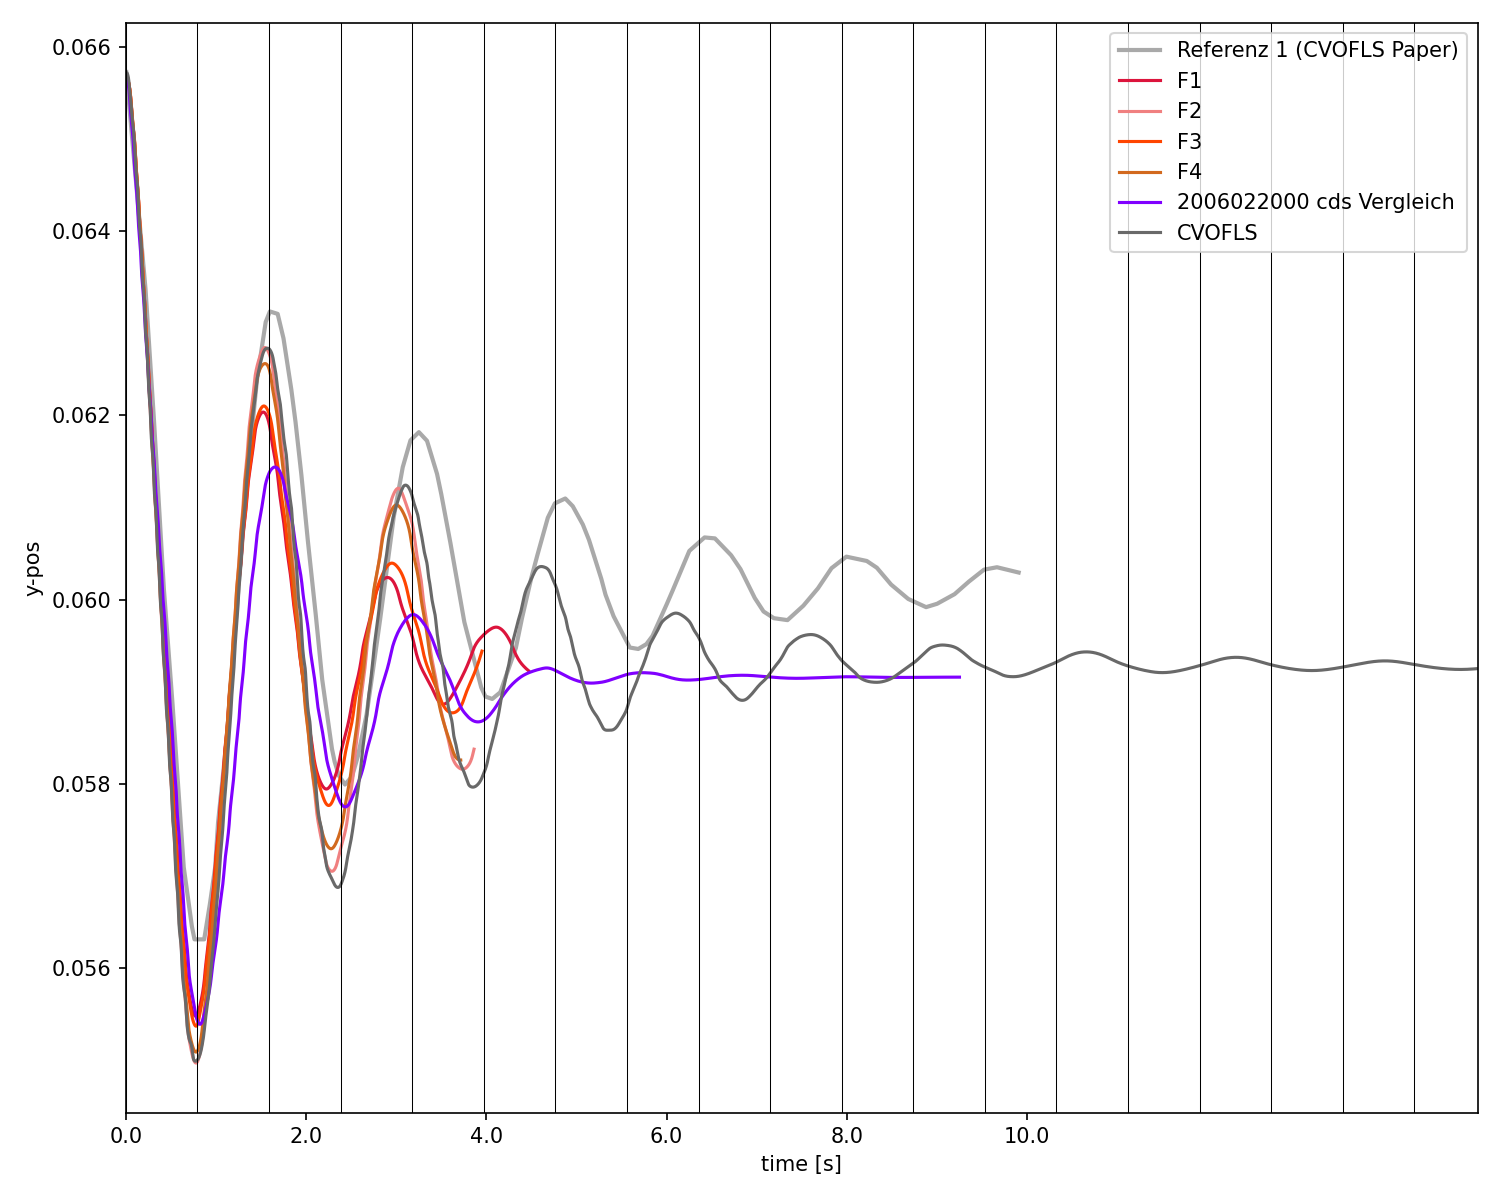 0.066
0.064
0.062
0.060
0.058
0.056
y-pos
0.0
2.0
4.0
6.0
8.0
10.0
time [s]
Referenz 1 (CVOFLS Paper)
F1
F2
F3
F4
2006022000 cds Vergleich
CVOFLS